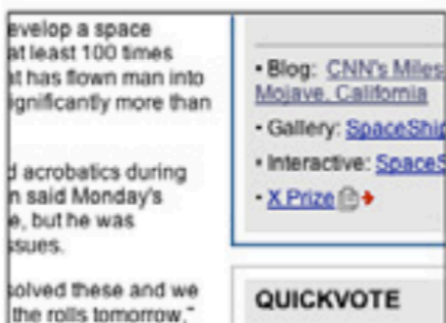 evelop a space
at least 100 times
at has flown man into
ignificantly more than
d acrobatics during
n said Monday's
e, but he was
ssues.
solved these and we
the rolls tomorrow,"
• Blog: CNN's Miles
Mojave, California
• Gallery: SpaceShip
• Interactive: SpaceS
• X Prize
QUICKVOTE